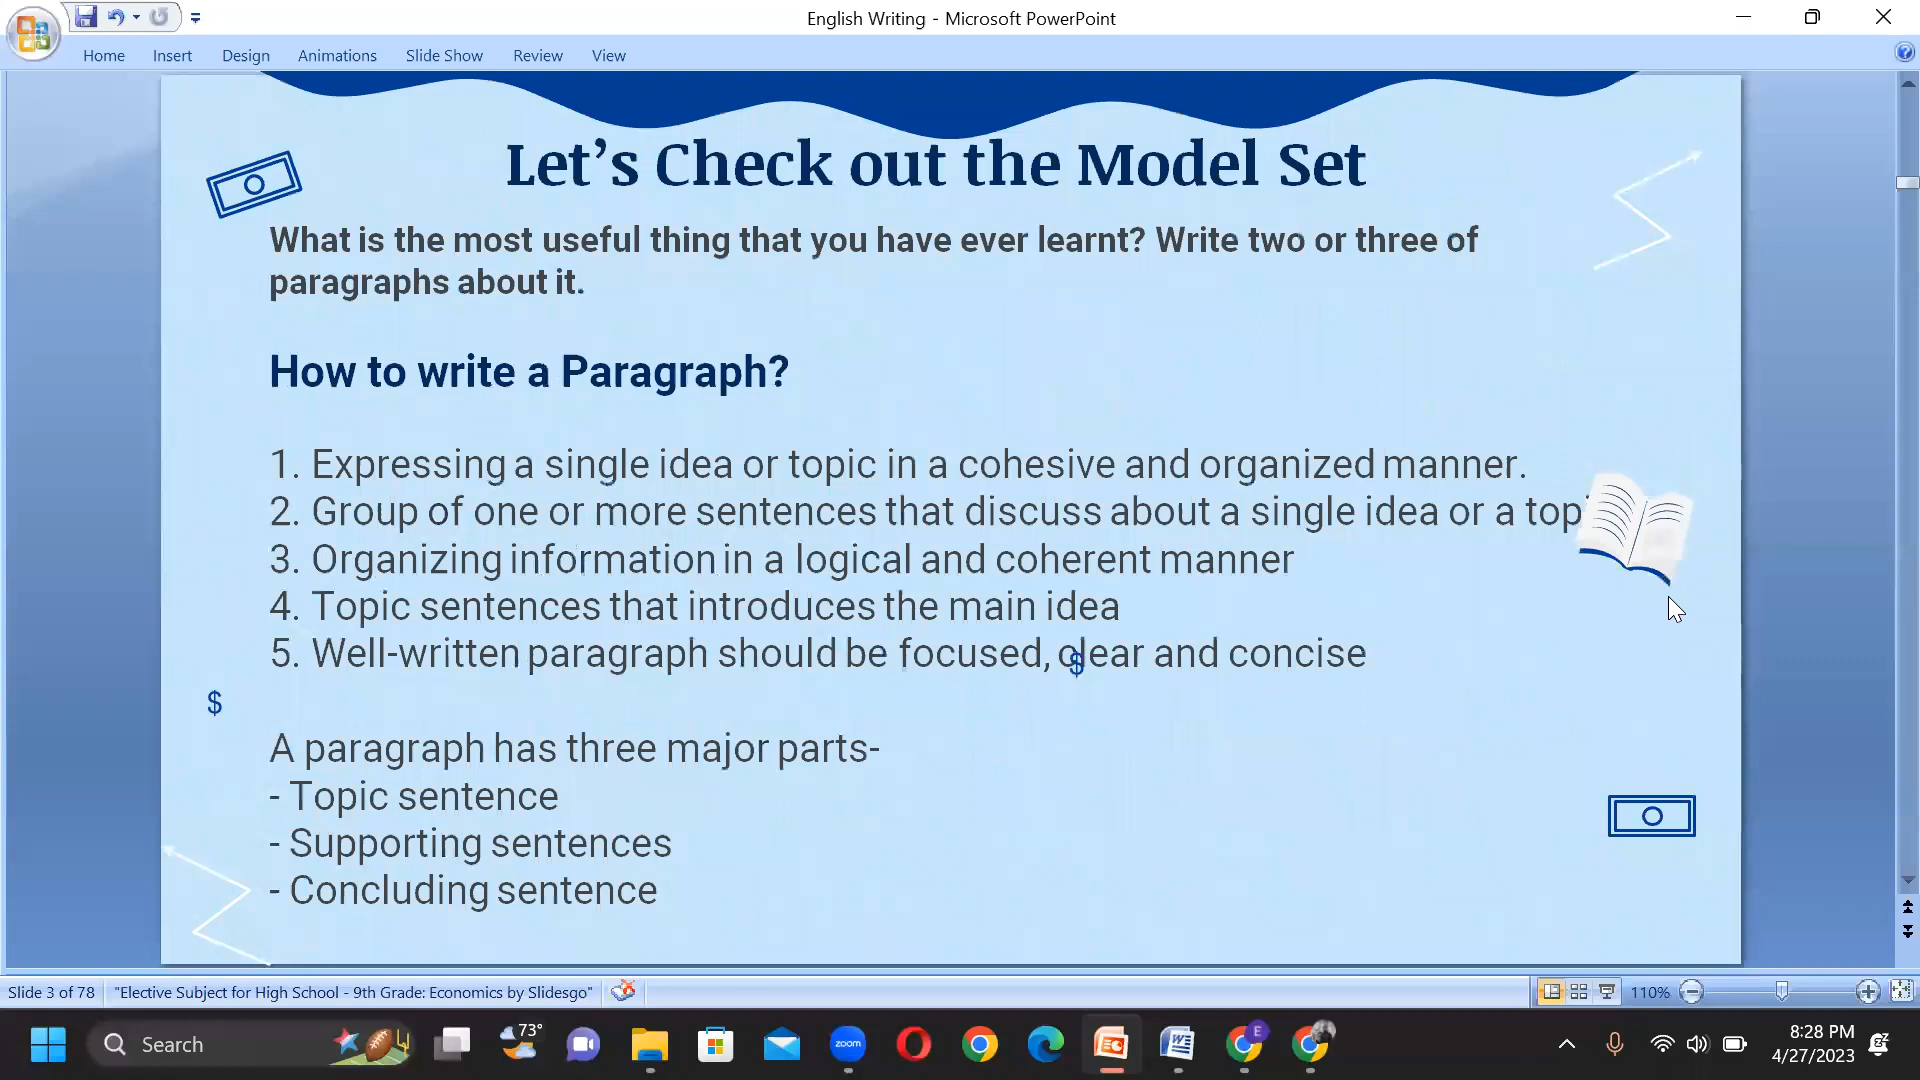 English Writing - Microsoft PowerPoint
Home Insert Design Animations Slide Show Review View
Let's Check out the Model Set
What is the most useful thing that you have ever learnt? Write two or three of
paragraphs about it.
How to write a Paragraph?
1. Expressing a single idea or topic in a cohesive and organized manner.
2. Group of one or more sentences that discuss about a single idea or a top
3. Organizing information in a logical and coherent manner
4. Topic sentences that introduces the main idea
5. Well-written paragraph should be focused, clear and concise
$
$
A paragraph has three major parts-
- Topic sentence
- Supporting sentences
- Concluding sentence
Slide 3 of 78 "Elective Subject for High School - 9th Grade: Economics by Slidesgo" 110%
Search 73° zoom W E 8:28 PM
4/27/2023